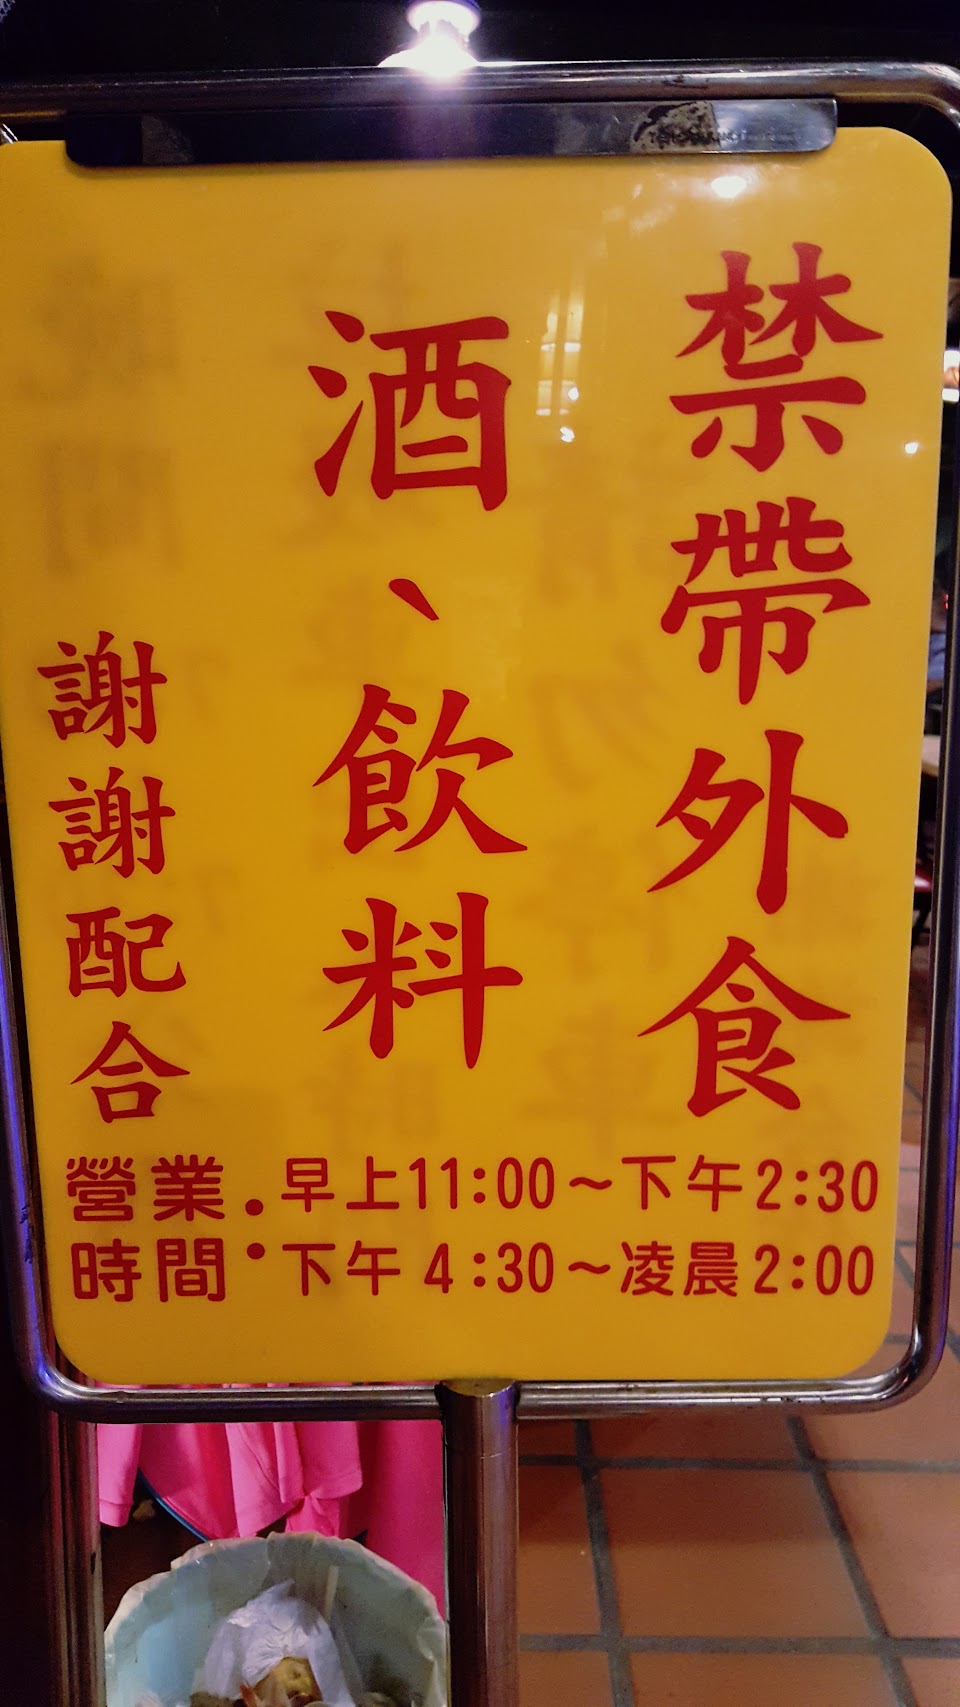 禁帶外食
酒、飲料
謝謝配合
營業時間：
早上11:00～下午2:30
下午4:30～凌晨2:00